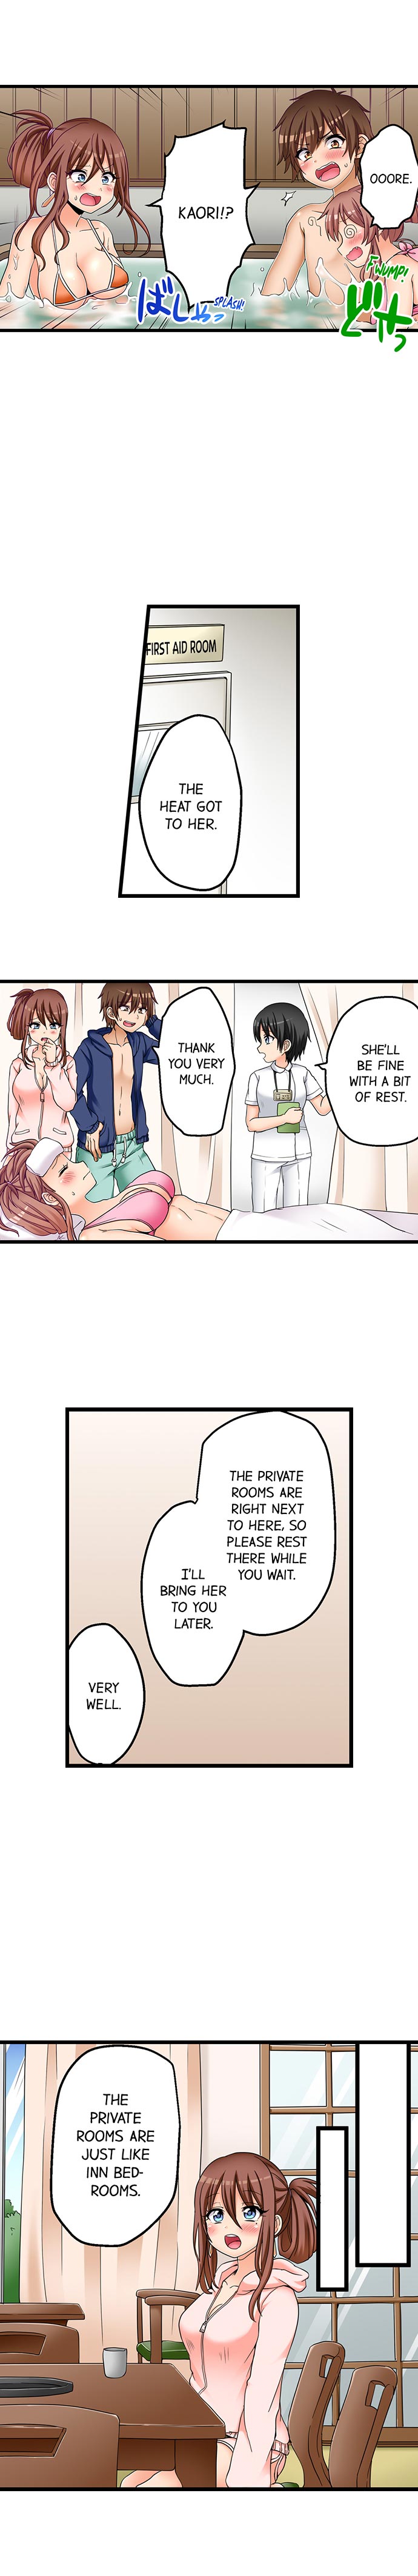 KAORI!?
OOORE.
ばしゃっ
SPLASH!
FWUMP!
どさっ
FIRST AID ROOM
THE
HEAT GOT
TO HER.
SHE'LL
BE FINE
WITH A BIT
OF REST.
THANK
YOU VERY
MUCH.
THE PRIVATE
ROOMS ARE
RIGHT NEXT
TO HERE, SO
PLEASE REST
THERE WHILE
YOU WAIT.
I'LL
BRING HER
TO YOU
LATER.
VERY
WELL.
THE
PRIVATE
ROOMS ARE
JUST LIKE
INN BED-
ROOMS.